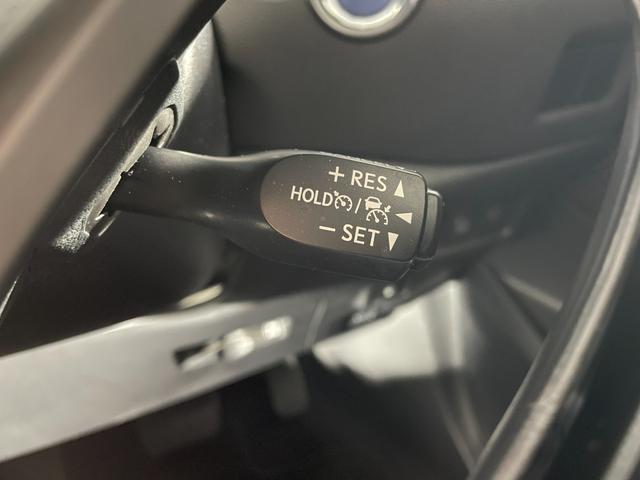 + RES ▲
HOLD / ◀
− SET ▼